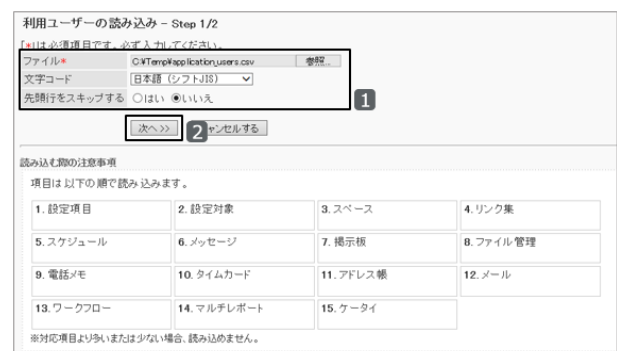 利用ユーザーの読み込み - Step 1/2
「*」は必須項目です。必ず入力してください。
ファイル* C:¥Temp¥application_users.csv 参照...
文字コード 日本語（シフトJIS）
先頭行をスキップする はい いいえ
1
次へ >> 2 ャンセルする
読み込む際の注意事項
項目は以下の順で読み込みます。
1. 設定項目 2. 設定対象 3. スペース 4. リンク集
5. スケジュール 6. メッセージ 7. 掲示板 8. ファイル管理
9. 電話メモ 10. タイムカード 11. アドレス帳 12. メール
13. ワークフロー 14. マルチレポート 15. ケータイ
※対応項目より多いまたは少ない場合、読み込めません。